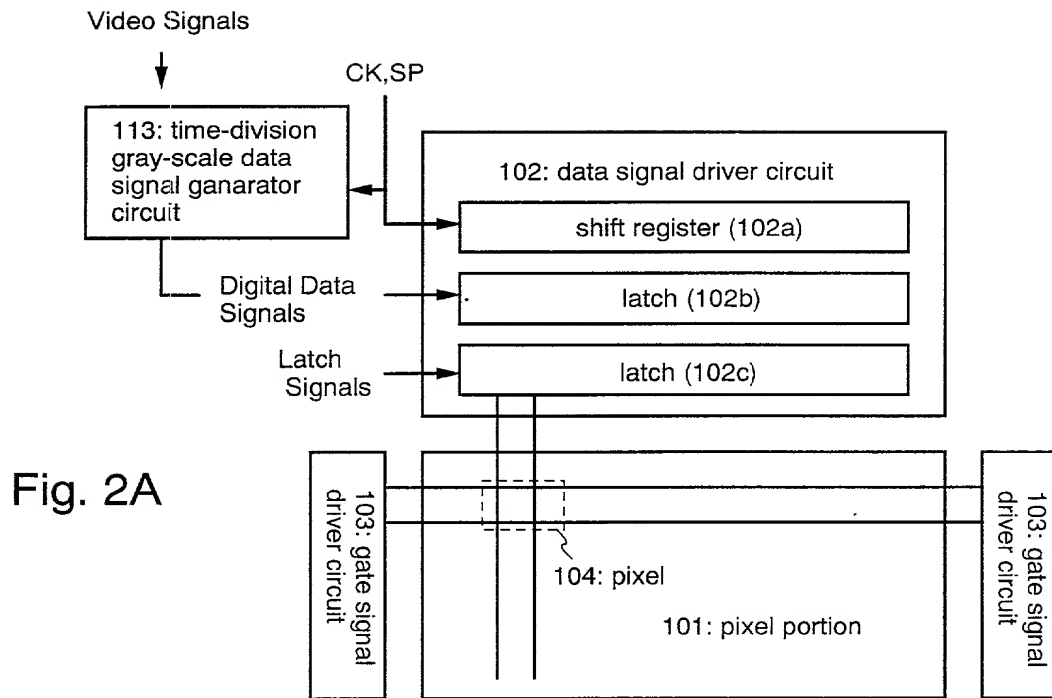 Video Signals
CK,SP
113: time-division
gray-scale data
signal ganarator
circuit
102: data signal driver circuit
shift register (102a)
Digital Data
Signals
latch (102b)
Latch
Signals
latch (102c)
Fig. 2A
103: gate signal
driver circuit
104: pixel
101: pixel portion
103: gate signal
driver circuit